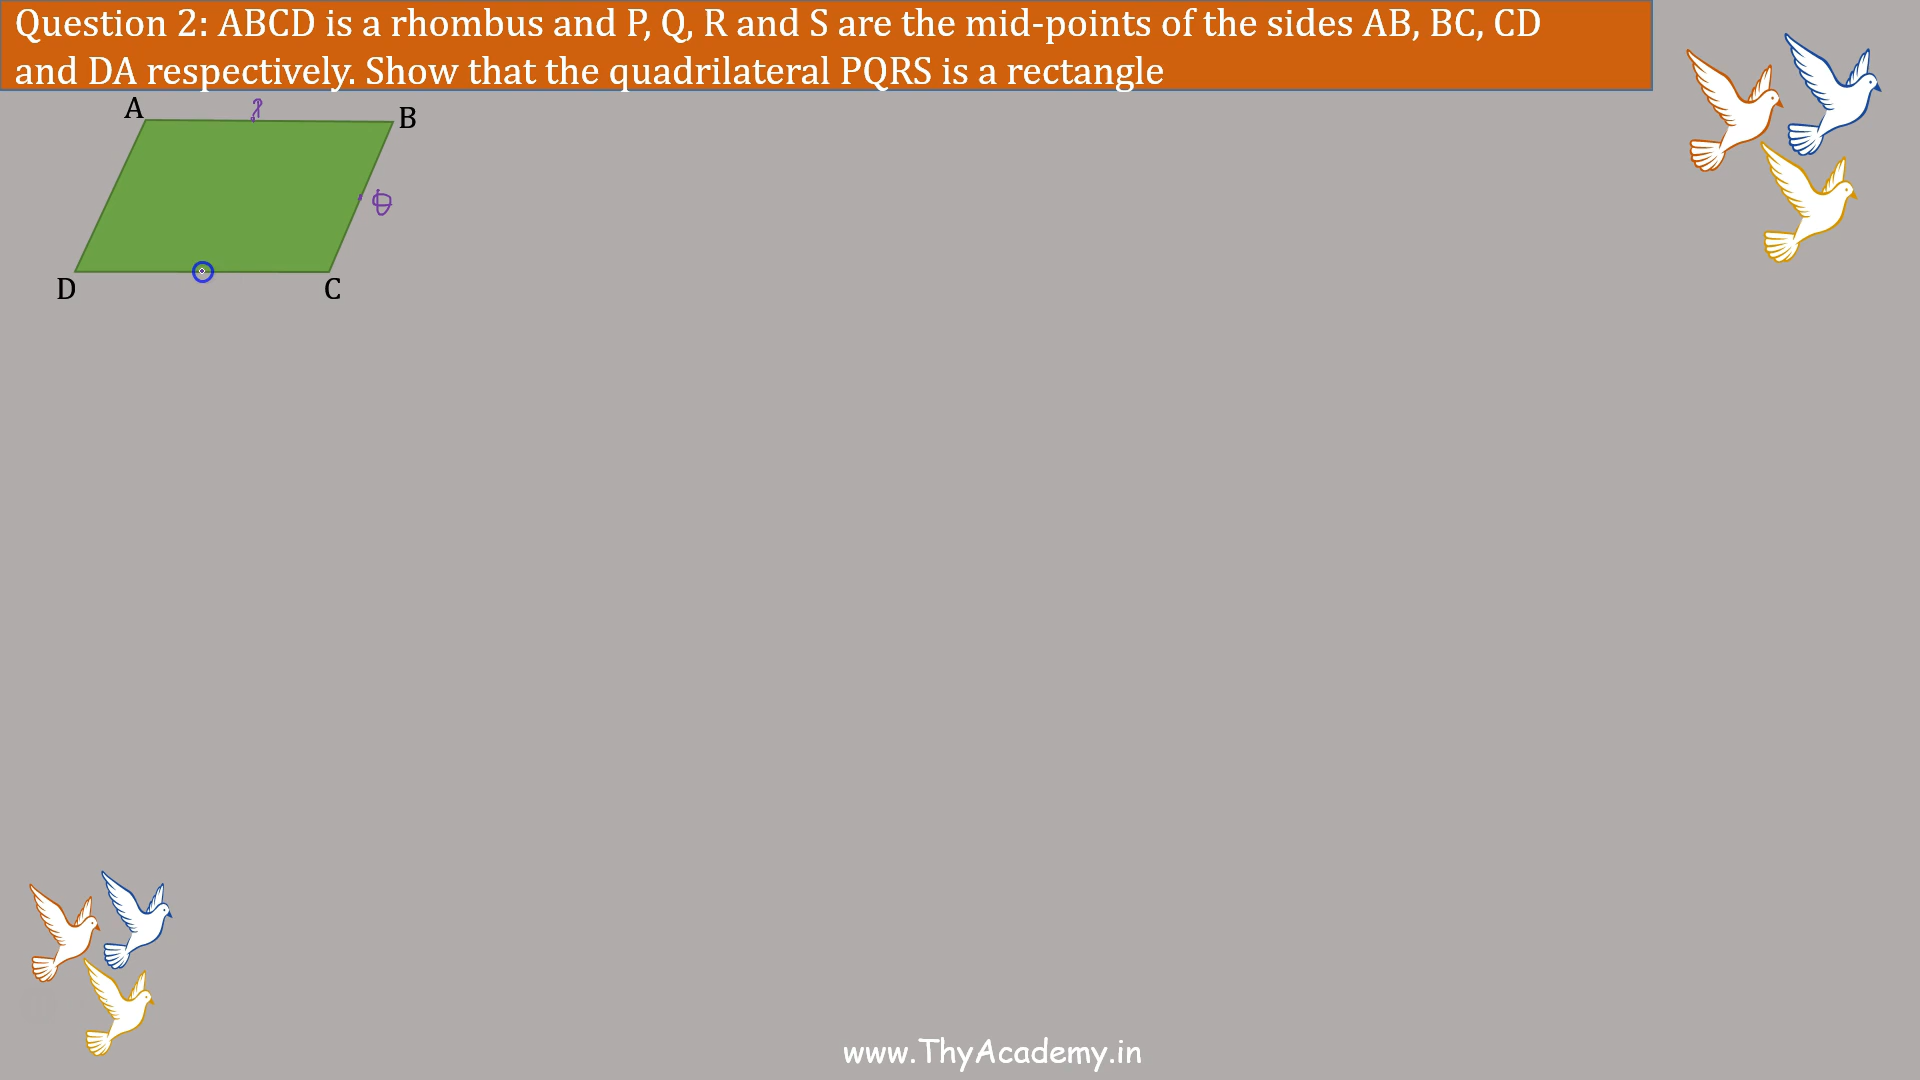 Question 2: ABCD is a rhombus and P, Q, R and S are the mid-points of the sides AB, BC, CD
and DA respectively. Show that the quadrilateral PQRS is a rectangle
A
P
B
Q
D
C
www.ThyAcademy.in